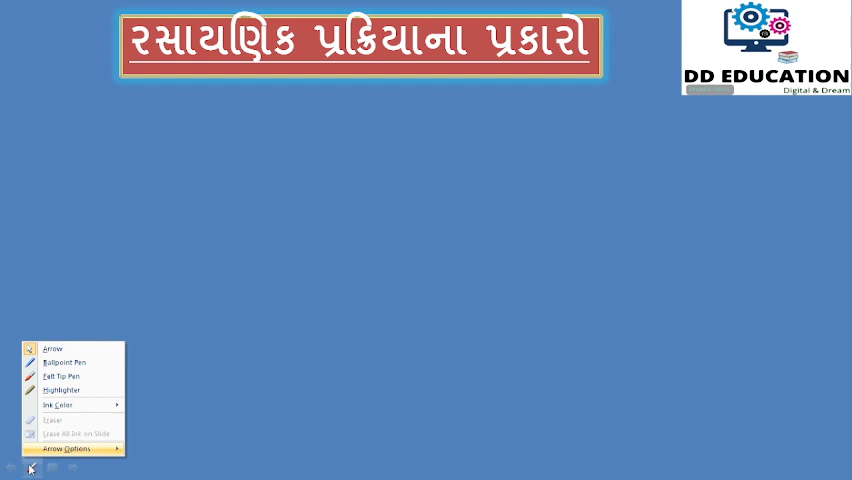 રસાયણિક પ્રક્રિયાના પ્રકારો
DD EDUCATION
Digital & Dream
Arrow
Ballpoint Pen
Felt Tip Pen
Highlighter
Ink Color
Eraser
Erase All Ink on Slide
Arrow Options